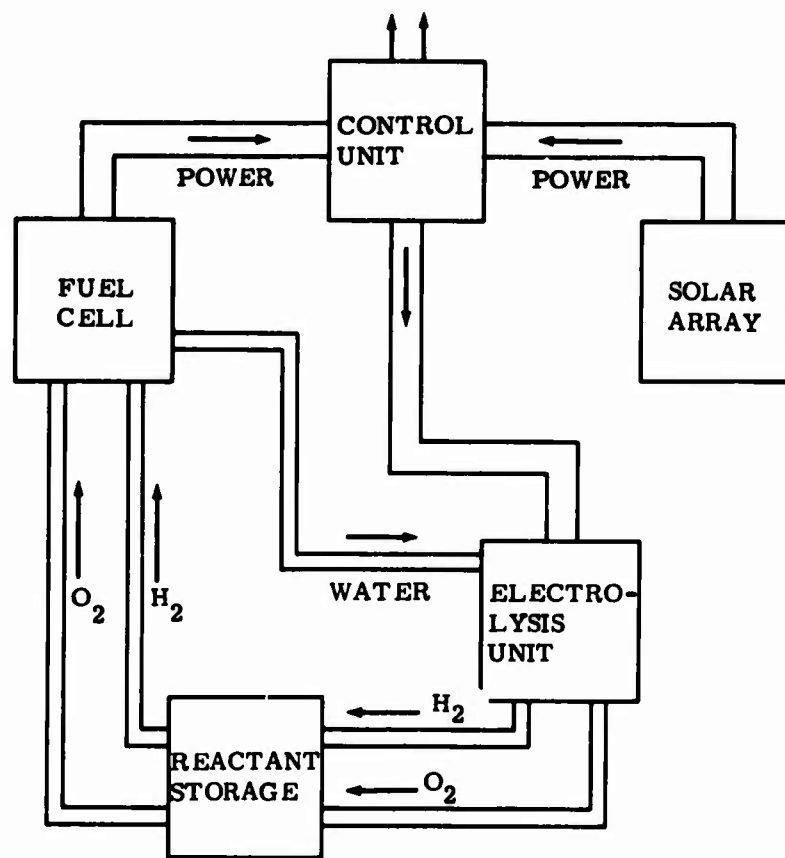 CONTROL
UNIT
POWER
POWER
FUEL
CELL
SOLAR
ARRAY
O2
H2
WATER
ELECTRO-
LYSIS
UNIT
H2
REACTANT
STORAGE
O2